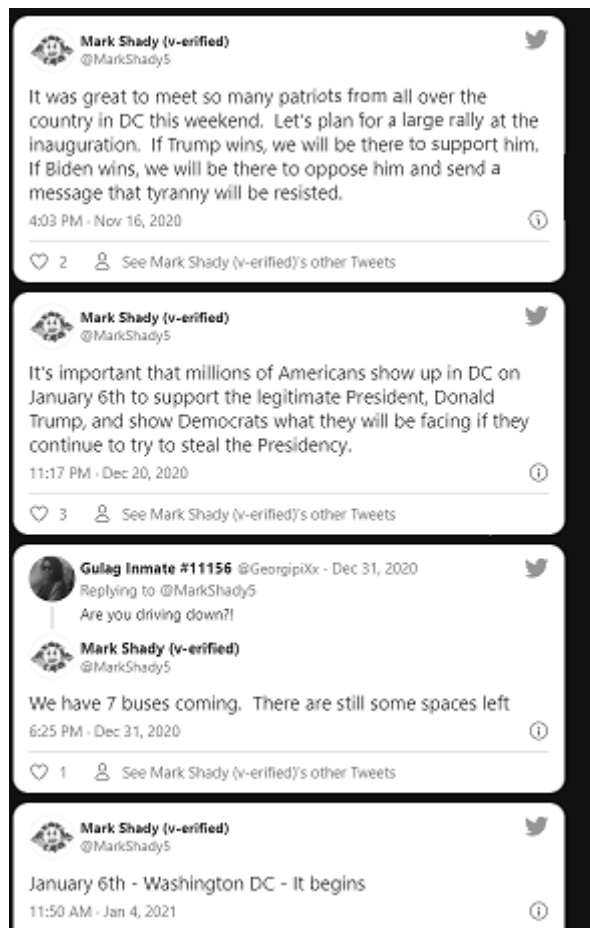 Mark Shady (v-erified)
@MarkShady5
It was great to meet so many patriots from all over the
country in DC this weekend. Let's plan for a large rally at the
inauguration. If Trump wins, we will be there to support him.
If Biden wins, we will be there to oppose him and send a
message that tyranny will be resisted.
4:03 PM · Nov 16, 2020
2 See Mark Shady (v-erified)'s other Tweets
Mark Shady (v-erified)
@MarkShady5
It's important that millions of Americans show up in DC on
January 6th to support the legitimate President, Donald
Trump, and show Democrats what they will be facing if they
continue to try to steal the Presidency.
11:17 PM · Dec 20, 2020
3 See Mark Shady (v-erified)'s other Tweets
Gulag Inmate #11156 @GeorgipiXx · Dec 31, 2020
Replying to @MarkShady5
Are you driving down?!
Mark Shady (v-erified)
@MarkShady5
We have 7 buses coming. There are still some spaces left
6:25 PM · Dec 31, 2020
1 See Mark Shady (v-erified)'s other Tweets
Mark Shady (v-erified)
@MarkShady5
January 6th - Washington DC - It begins
11:50 AM · Jan 4, 2021